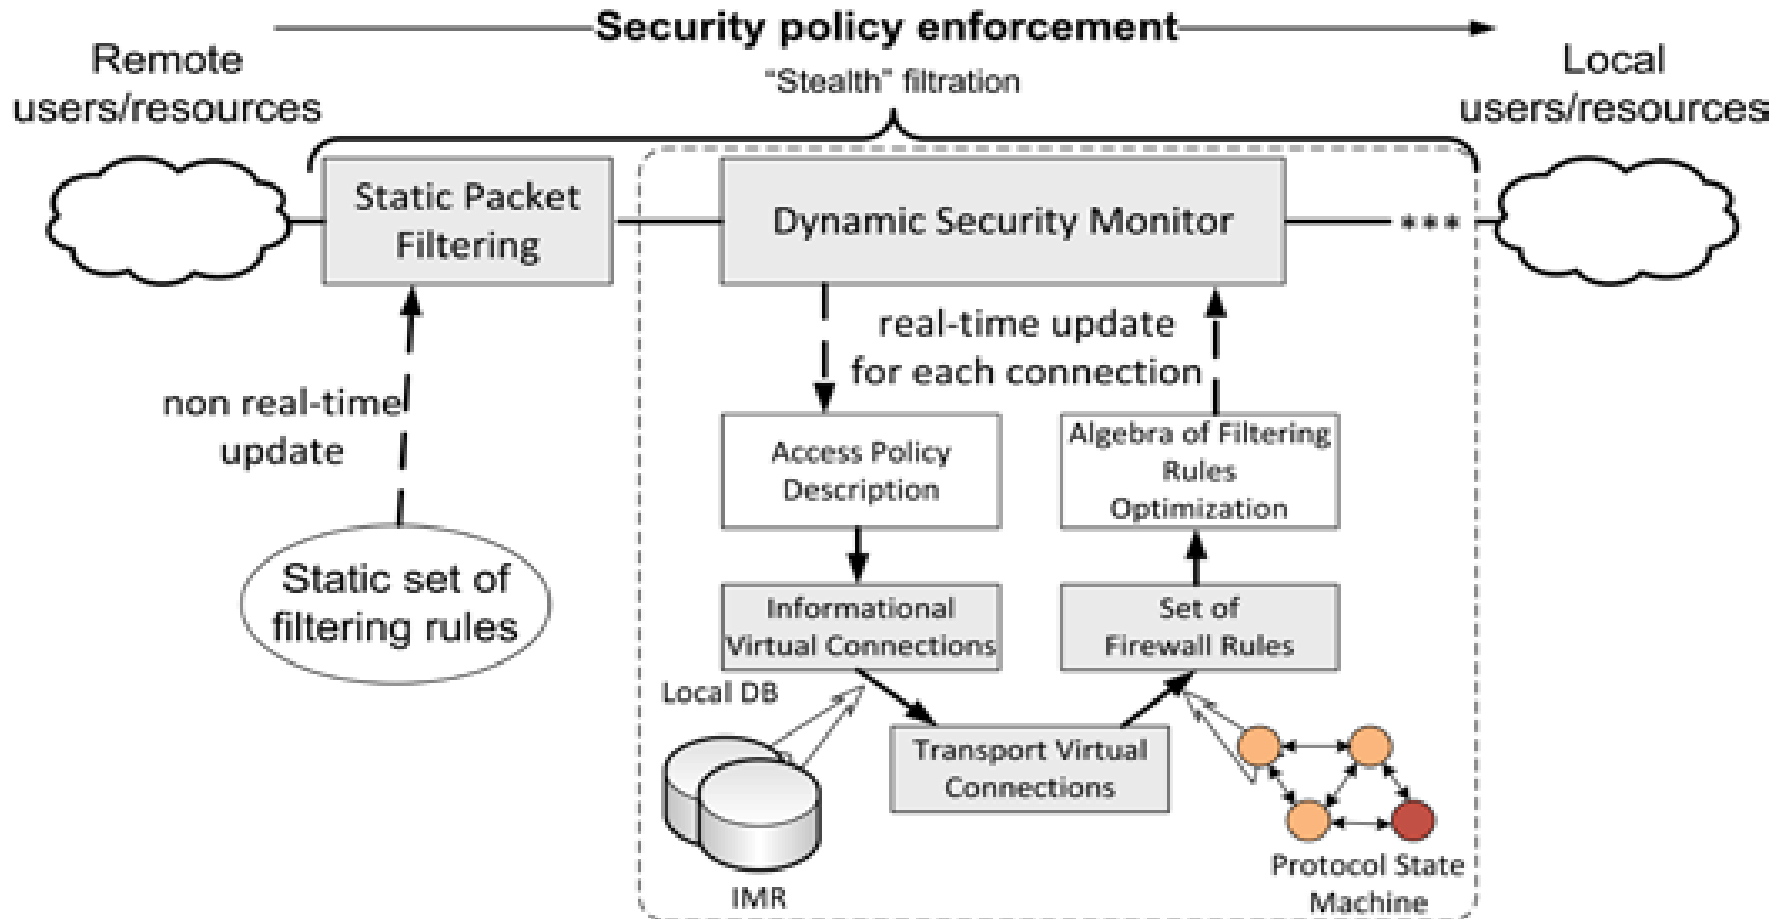 Security policy enforcement
Remote
users/resources
"Stealth" filtration
Local
users/resources
Static Packet
Filtering
Dynamic Security Monitor
***
non real-time
update
real-time update
for each connection
Static set of
filtering rules
Access Policy
Description
Algebra of Filtering
Rules
Optimization
Informational
Virtual Connections
Set of
Firewall Rules
Local DB
Transport Virtual
Connections
IMR
Protocol State
Machine